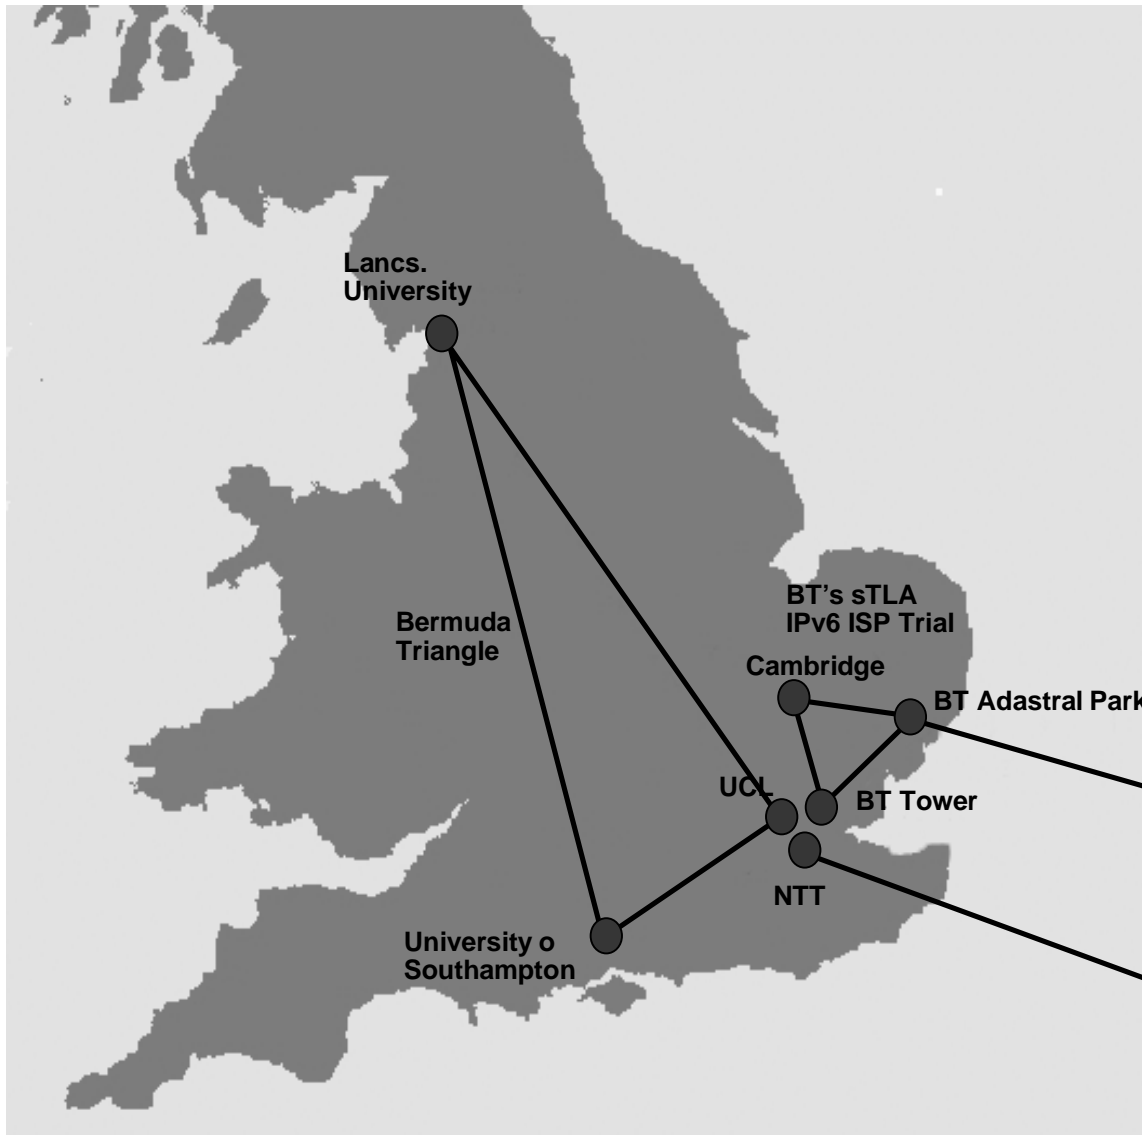 Lancs.
University
BT's sTLA
IPv6 ISP Trial
Bermuda
Triangle
Cambridge
BT Adastral Park
UCL
BT Tower
NTT
University o
Southampton